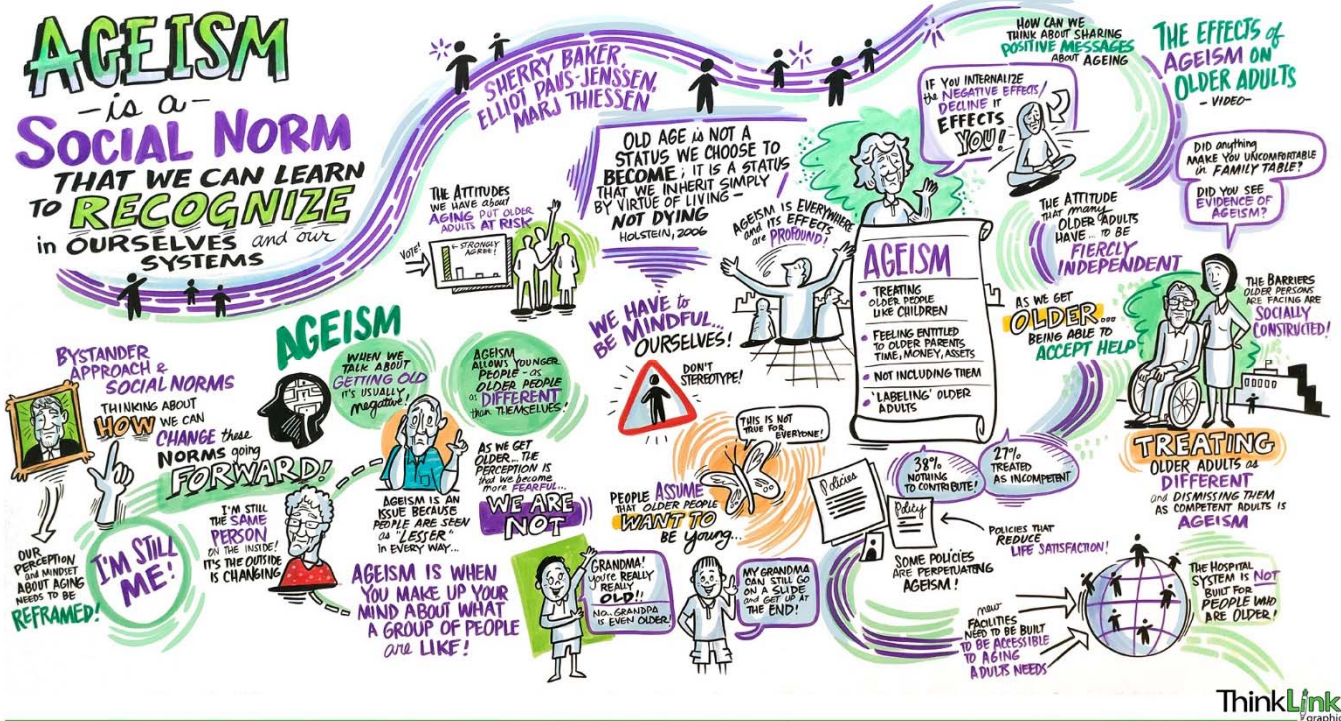 AGEISM
- is a -
SOCIAL NORM
THAT WE CAN LEARN
TO RECOGNIZE
in OURSELVES and our
SYSTEMS
SHERRY BAKER,
ELLIOT PAUS-JENSSEN,
MARJ THIESSEN
HOW CAN WE
THINK ABOUT SHARING
POSITIVE MESSAGES
ABOUT AGEING
THE EFFECTS of
AGEISM ON
OLDER ADULTS
- VIDEO-
IF YOU INTERNALIZE
the NEGATIVE EFFECTS/
DECLINE IT
EFFECTS
YOU!
DID anything
MAKE YOU UNCOMFORTABLE
in FAMILY TABLE?
DID YOU SEE
EVIDENCE OF
AGEISM?
THE ATTITUDES
WE HAVE about
AGING PUT OLDER
ADULTS AT RISK
VOTE!
STRONGLY
AGREE!
OLD AGE is NOT A
STATUS WE CHOOSE TO
BECOME; IT IS A STATUS
THAT WE INHERIT SIMPLY
BY VIRTUE OF LIVING -
NOT DYING
HOLSTEIN, 2006
AGEISM IS EVERYWHERE
and ITS EFFECTS
are PROFOUND!
AGEISM
• TREATING
OLDER PEOPLE
LIKE CHILDREN
• FEELING ENTITLED
TO OLDER PARENTS
TIME, MONEY, ASSETS
• NOT INCLUDING THEM
• 'LABELING' OLDER
ADULTS
THE ATTITUDE
THAT many
OLDER ADULTS
HAVE... TO BE
FIERCLY
INDEPENDENT
AS WE GET
OLDER...
BEING ABLE TO
ACCEPT HELP
THE BARRIERS
OLDER PERSONS
ARE FACING ARE
SOCIALLY
CONSTRUCTED!
WE HAVE to
BE MINDFUL...
OURSELVES!
DON'T
STEREOTYPE!
BYSTANDER
APPROACH &
SOCIAL NORMS
THINKING ABOUT
HOW WE CAN
CHANGE these
NORMS going
FORWARD!
OUR
PERCEPTION
and MINDSET
ABOUT AGING
NEEDS TO BE
REFRAMED!
I'M STILL
ME!
I'M STILL
THE SAME
PERSON
ON THE INSIDE!
IT'S THE OUTSIDE
IS CHANGING
AGEISM
WHEN WE
TALK ABOUT
GETTING OLD
IT'S USUALLY
negative!
AGEISM
ALLOWS YOUNGER
PEOPLE - as
OLDER PEOPLE
as DIFFERENT
than THEMSELVES!
AGEISM IS AN
ISSUE BECAUSE
PEOPLE ARE SEEN
as "LESSER"
in EVERY WAY...
AS WE GET
OLDER... THE
PERCEPTION IS
that WE BECOME
more FEARFUL...
WE ARE
NOT
AGEISM IS WHEN
YOU MAKE UP YOUR
MIND ABOUT WHAT
A GROUP OF PEOPLE
are LIKE!
THIS IS NOT
TRUE FOR
EVERYONE!
PEOPLE ASSUME
THAT OLDER PEOPLE
WANT TO
BE young...
GRANDMA!
you're REALLY
REALLY
OLD!!
NO.. GRANDPA
IS EVEN OLDER!
MY GRANDMA
CAN STILL GO
ON A SLIDE
and GET UP AT
THE END!
38%
NOTHING
TO CONTRIBUTE!
27%
TREATED
AS INCOMPETENT
Policies
Policy
POLICIES THAT
REDUCE
LIFE SATISFACTION!
SOME POLICIES
ARE PERPETUATING
AGEISM!
TREATING
OLDER ADULTS as
DIFFERENT
and DISMISSING THEM
AS COMPETENT ADULTS IS
AGEISM
new
FACILITIES
NEED TO BE BUILT
TO BE ACCESSIBLE
TO AGING
ADULTS NEEDS
THE HOSPITAL
SYSTEM IS NOT
BUILT FOR
PEOPLE WHO
ARE OLDER!
ThinkLink
graphic